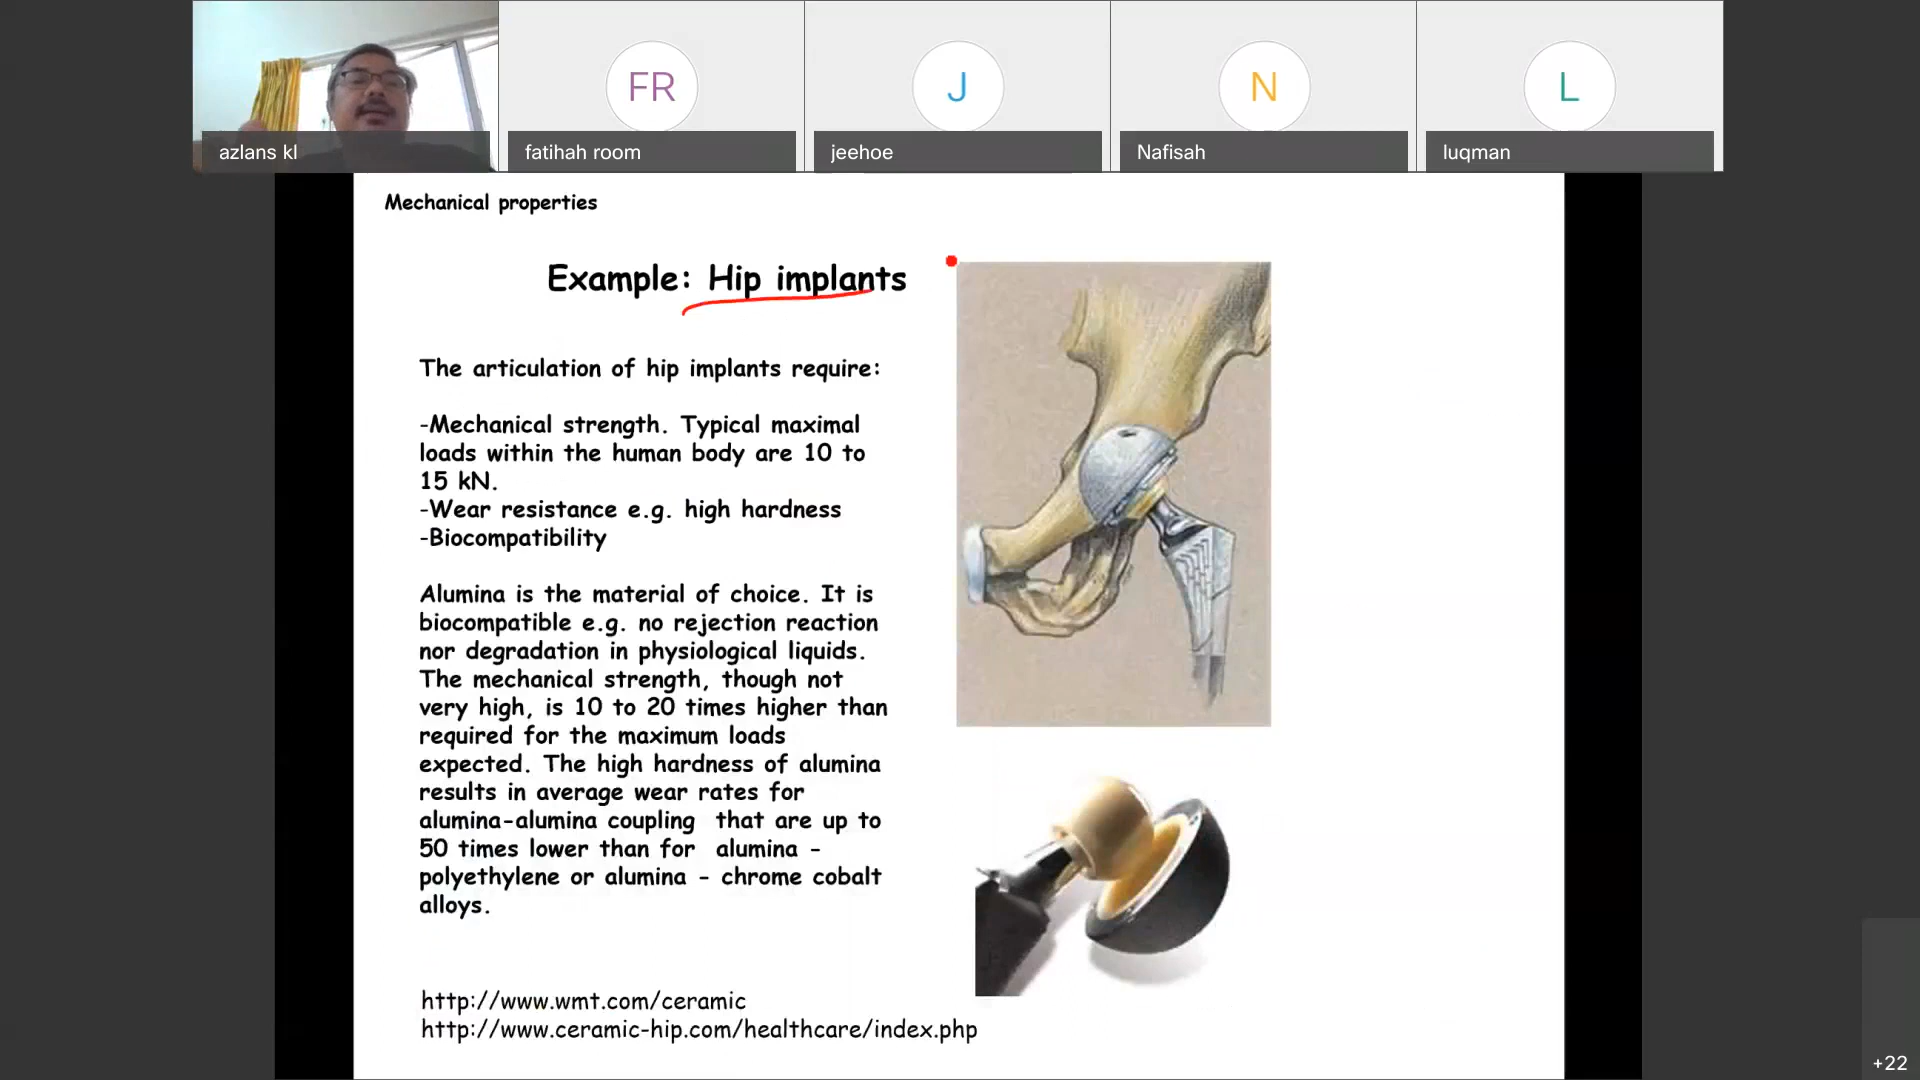 FR
J
N
L
azlans kl
fatihah room
jeehoe
Nafisah
luqman
Mechanical properties
Example: Hip implants
The articulation of hip implants require:
-Mechanical strength. Typical maximal
loads within the human body are 10 to
15 kN.
-Wear resistance e.g. high hardness
-Biocompatibility
Alumina is the material of choice. It is
biocompatible e.g. no rejection reaction
nor degradation in physiological liquids.
The mechanical strength, though not
very high, is 10 to 20 times higher than
required for the maximum loads
expected. The high hardness of alumina
results in average wear rates for
alumina-alumina coupling that are up to
50 times lower than for alumina -
polyethylene or alumina - chrome cobalt
alloys.
http://www.wmt.com/ceramic
http://www.ceramic-hip.com/healthcare/index.php
+22